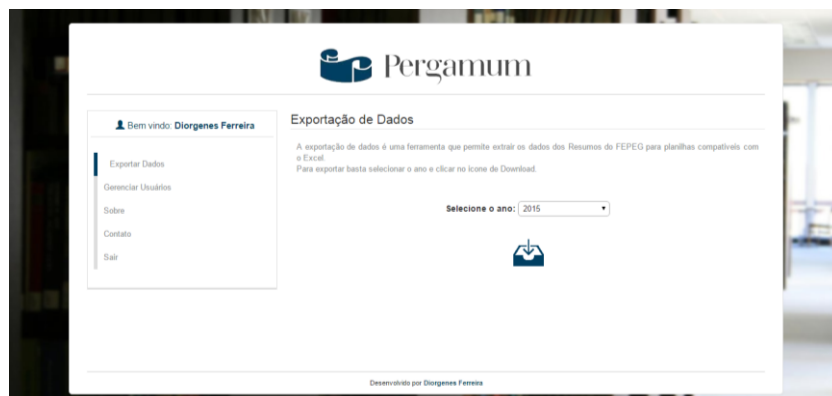 Pergamum
Bem vindo: Diorgenes Ferreira
Exportar Dados
Gerenciar Usuários
Sobre
Contato
Sair
Exportação de Dados
A exportação de dados é uma ferramenta que permite extrair os dados dos Resumos do FEPEG para planilhas compatíveis com
o Excel.
Para exportar basta selecionar o ano e clicar no ícone de Download.
Selecione o ano: 2015
Desenvolvido por Diorgenes Ferreira